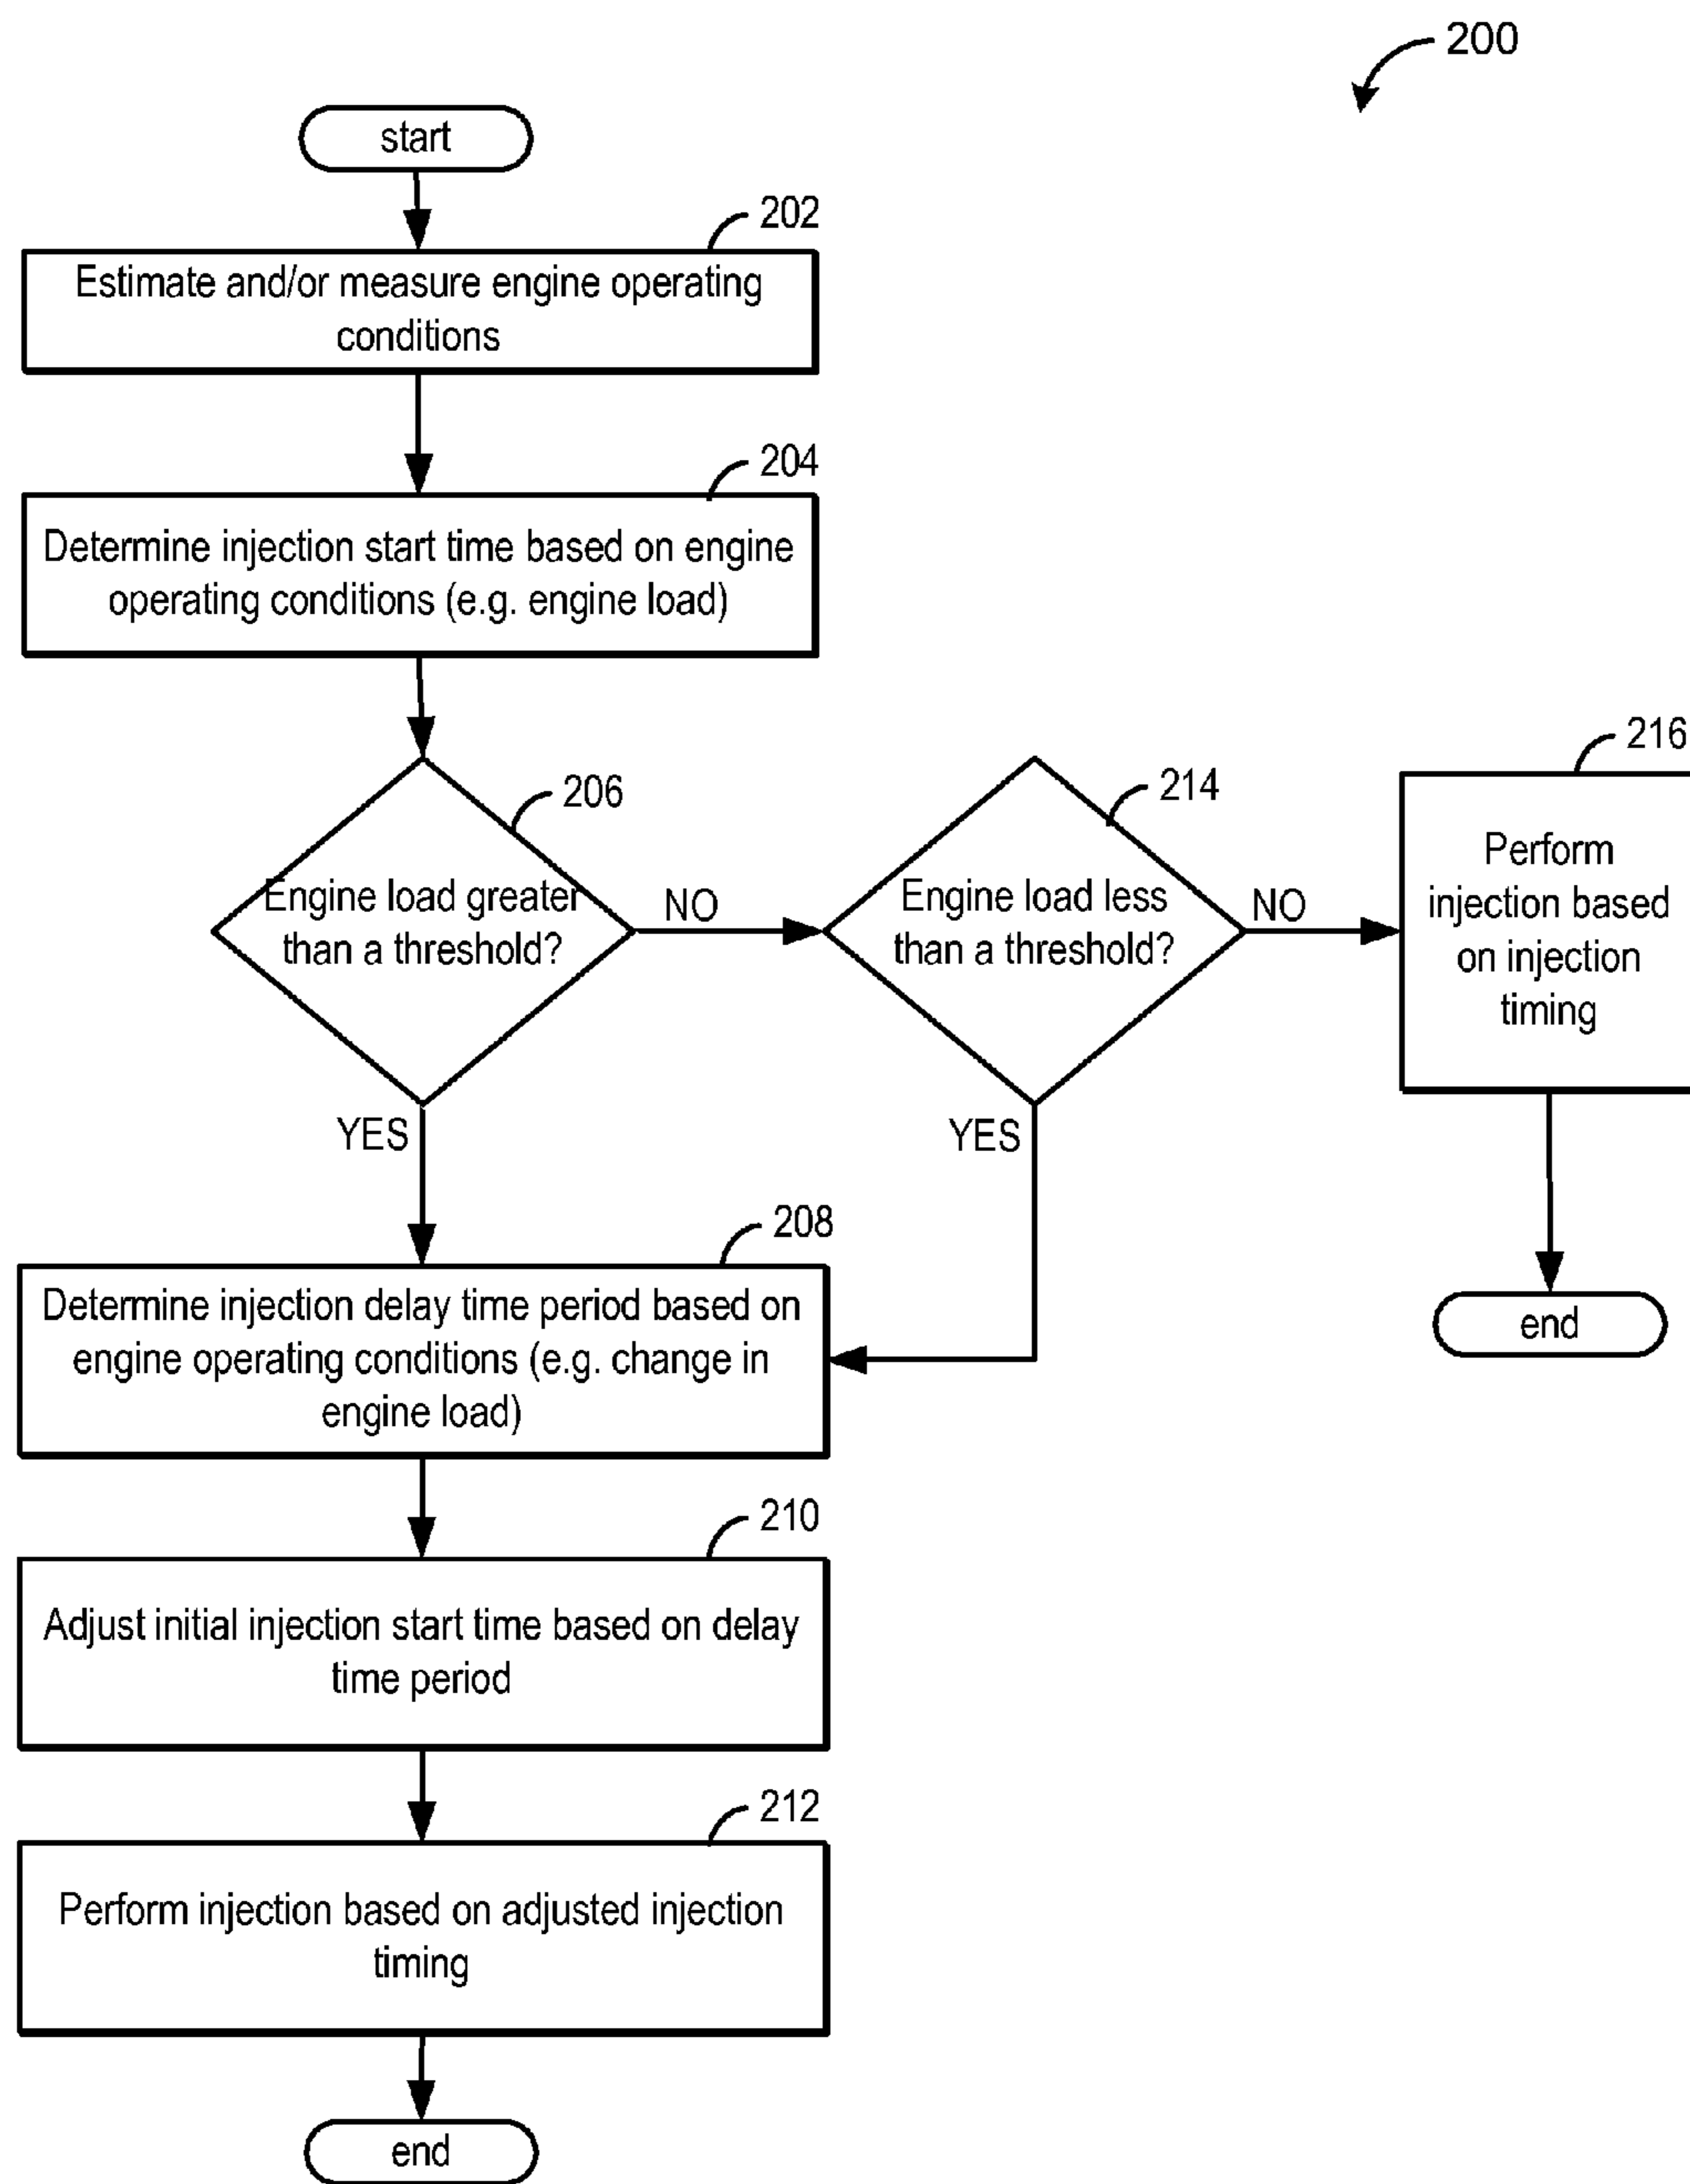 200
start
202
Estimate and/or measure engine operating
conditions
204
Determine injection start time based on engine
operating conditions (e.g. engine load)
206
Engine load greater
than a threshold?
NO
YES
214
Engine load less
than a threshold?
NO
YES
216
Perform
injection based
on injection
timing
end
208
Determine injection delay time period based on
engine operating conditions (e.g. change in
engine load)
210
Adjust initial injection start time based on delay
time period
212
Perform injection based on adjusted injection
timing
end